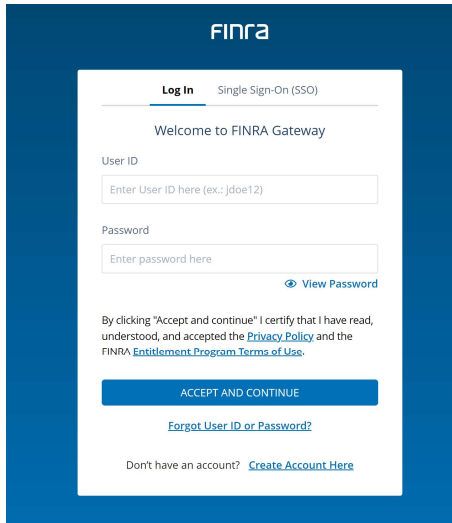 FINRA
Log In Single Sign-On (SSO)
Welcome to FINRA Gateway
User ID
Enter User ID here (ex.: jdoe12)
Password
Enter password here
View Password
By clicking "Accept and continue" I certify that I have read,
understood, and accepted the Privacy Policy and the
FINRA Entitlement Program Terms of Use.
ACCEPT AND CONTINUE
Forgot User ID or Password?
Don't have an account? Create Account Here